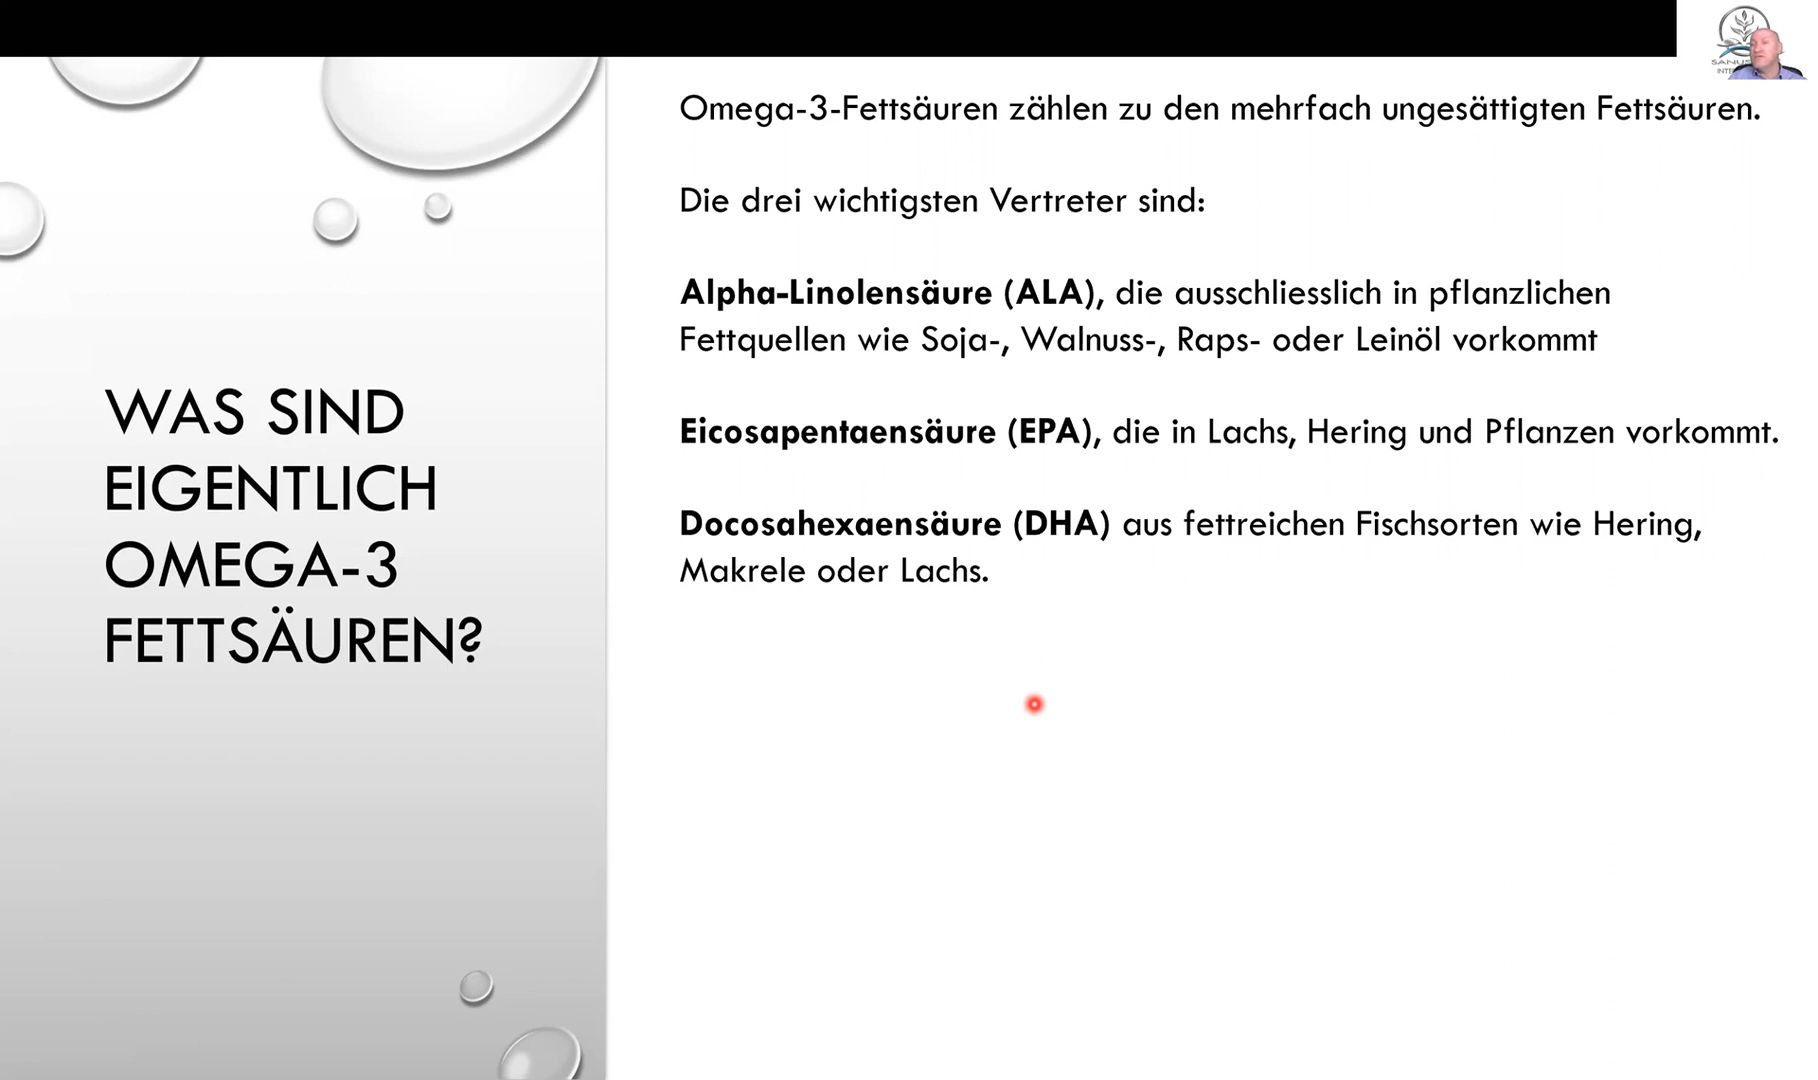 WAS SIND
EIGENTLICH
OMEGA-3
FETTSÄUREN?
Omega-3-Fettsäuren zählen zu den mehrfach ungesättigten Fettsäuren.
Die drei wichtigsten Vertreter sind:
Alpha-Linolensäure (ALA), die ausschliesslich in pflanzlichen
Fettquellen wie Soja-, Walnuss-, Raps- oder Leinöl vorkommt
Eicosapentaensäure (EPA), die in Lachs, Hering und Pflanzen vorkommt.
Docosahexaensäure (DHA) aus fettreichen Fischsorten wie Hering,
Makrele oder Lachs.